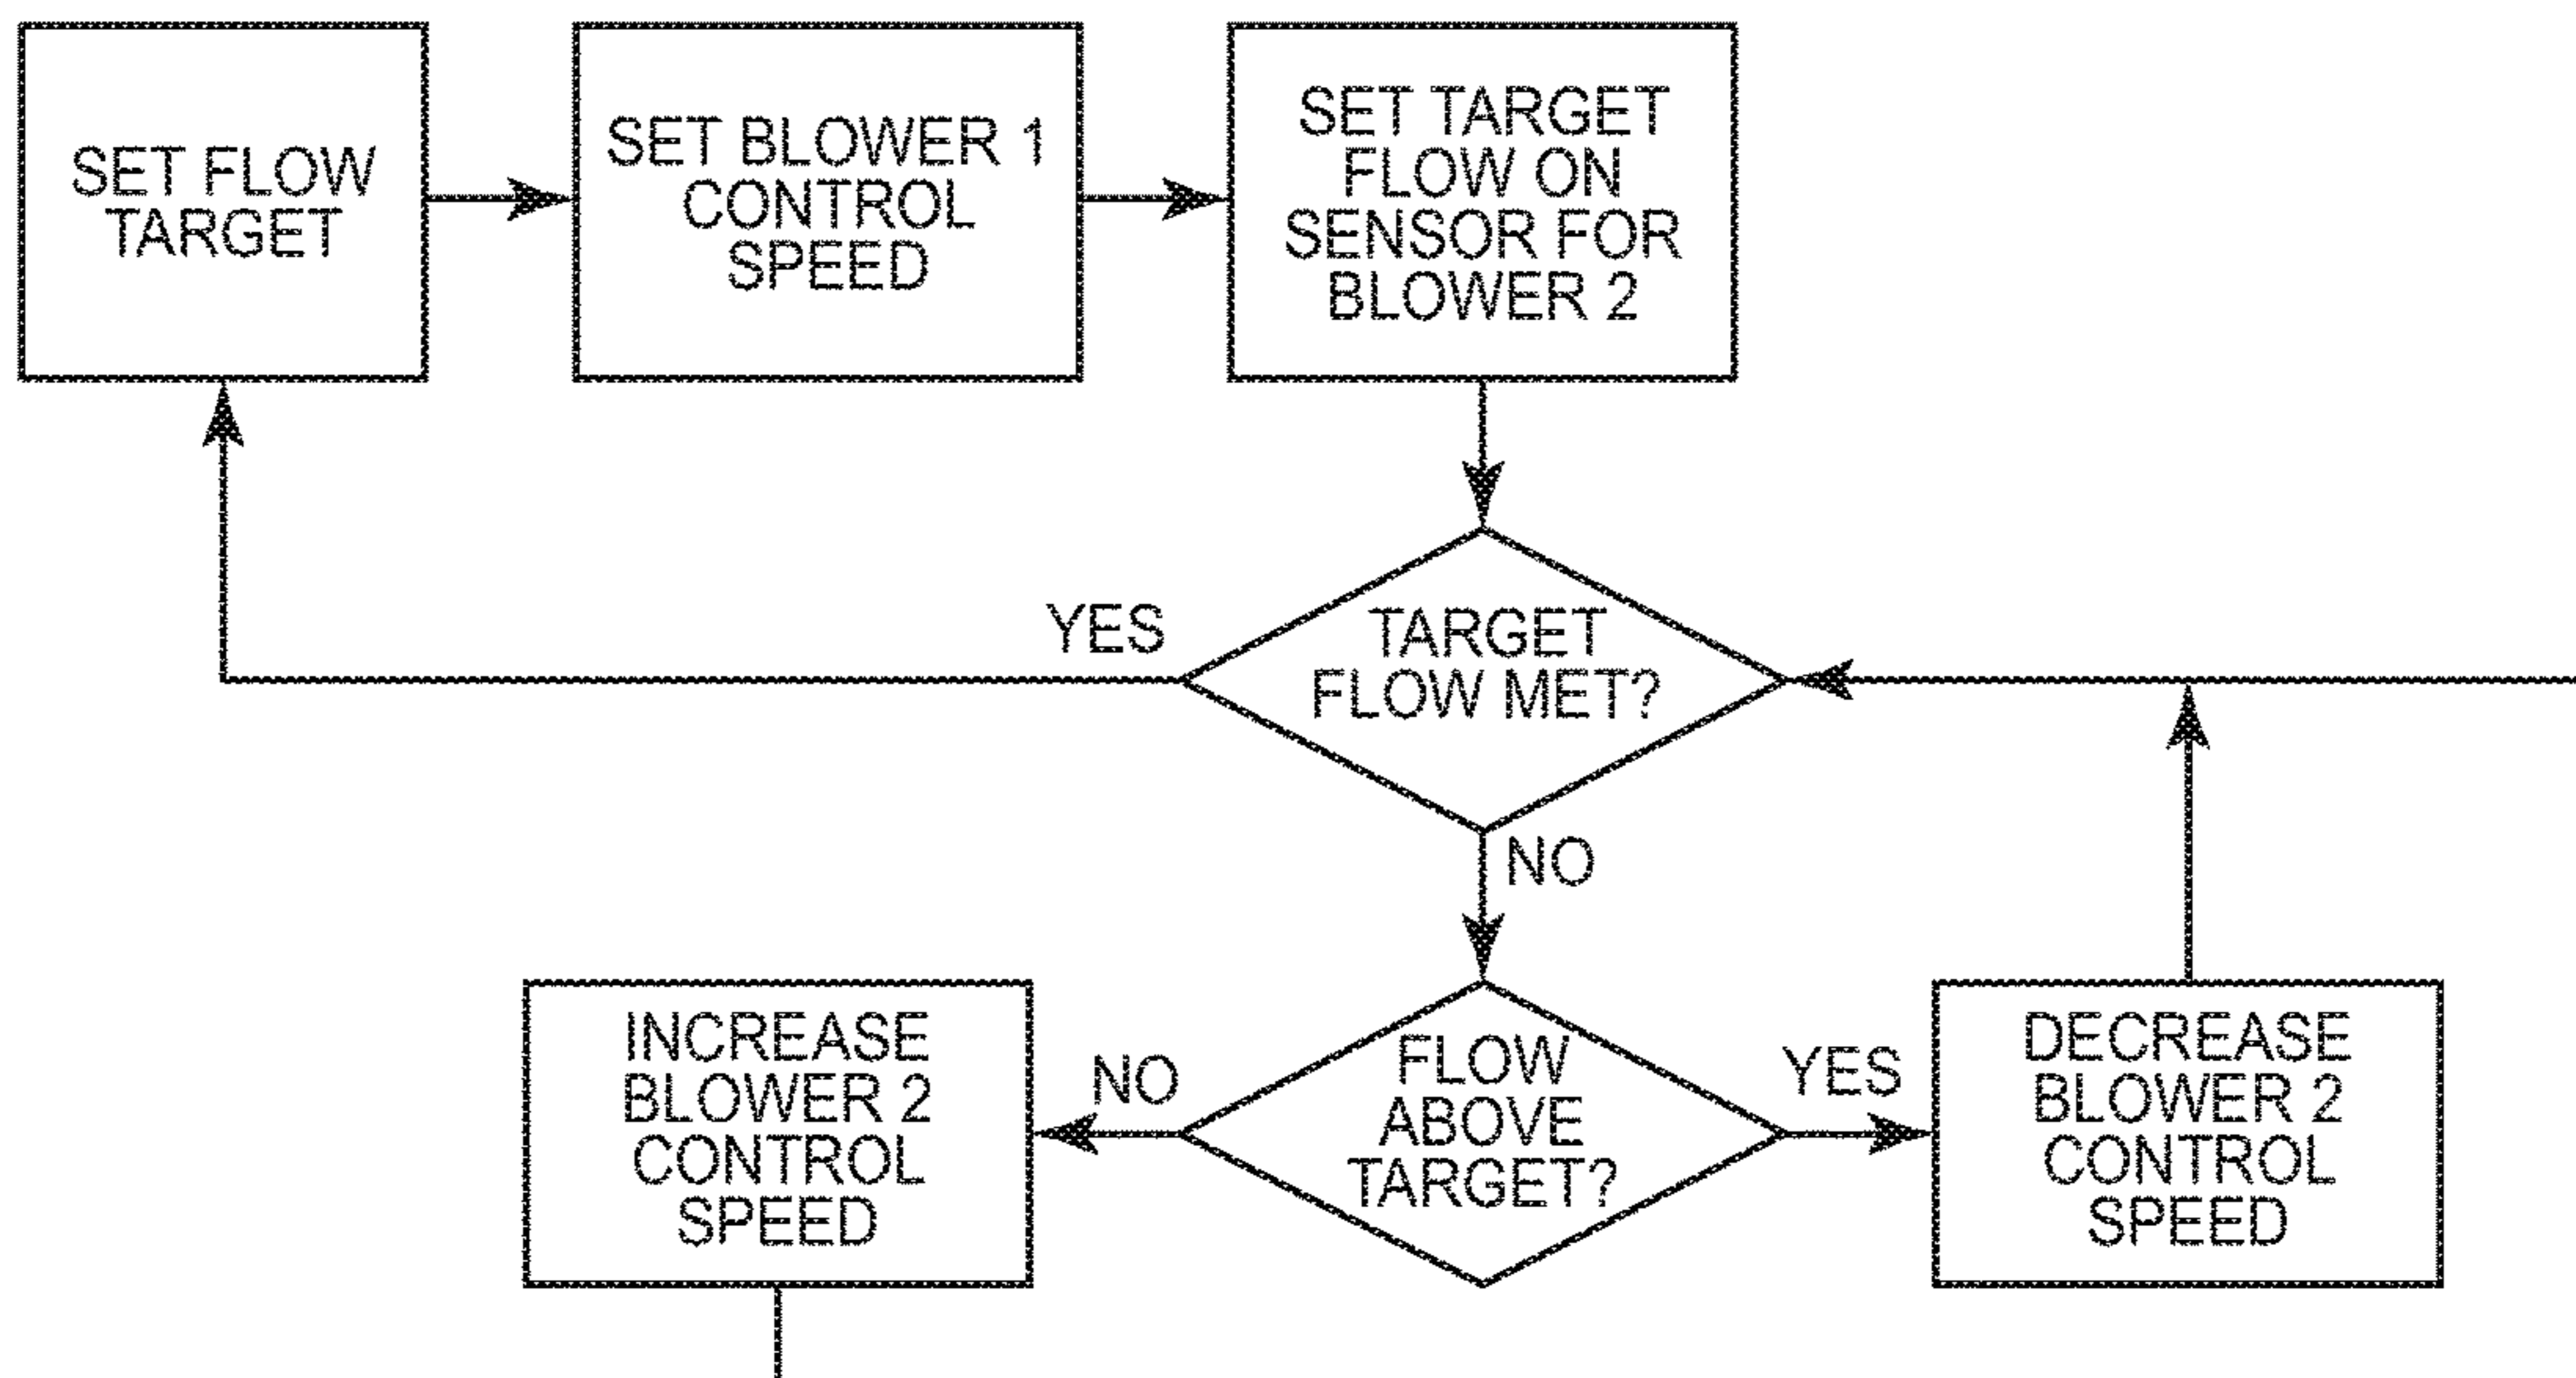 SET FLOW
TARGET
SET BLOWER 1
CONTROL
SPEED
SET TARGET
FLOW ON
SENSOR FOR
BLOWER 2
YES
TARGET
FLOW MET?
NO
INCREASE
BLOWER 2
CONTROL
SPEED
NO
FLOW
ABOVE
TARGET?
YES
DECREASE
BLOWER 2
CONTROL
SPEED